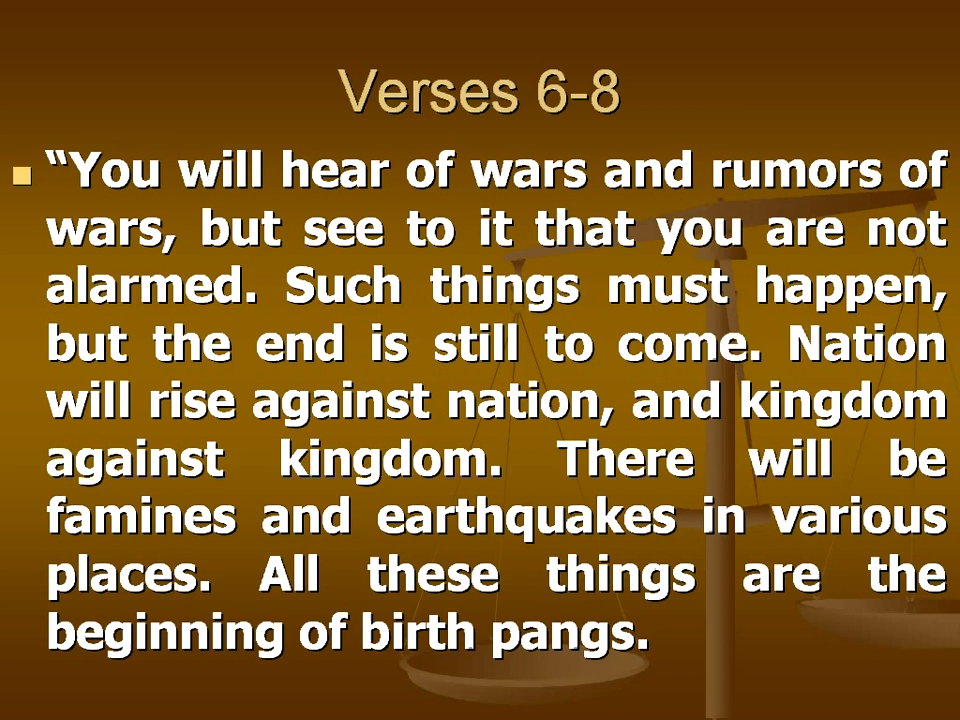 Verses 6-8
“You will hear of wars and rumors of
wars, but see to it that you are not
alarmed. Such things must happen,
but the end is still to come. Nation
will rise against nation, and kingdom
against kingdom. There will be
famines and earthquakes in various
places. All these things are the
beginning of birth pangs.